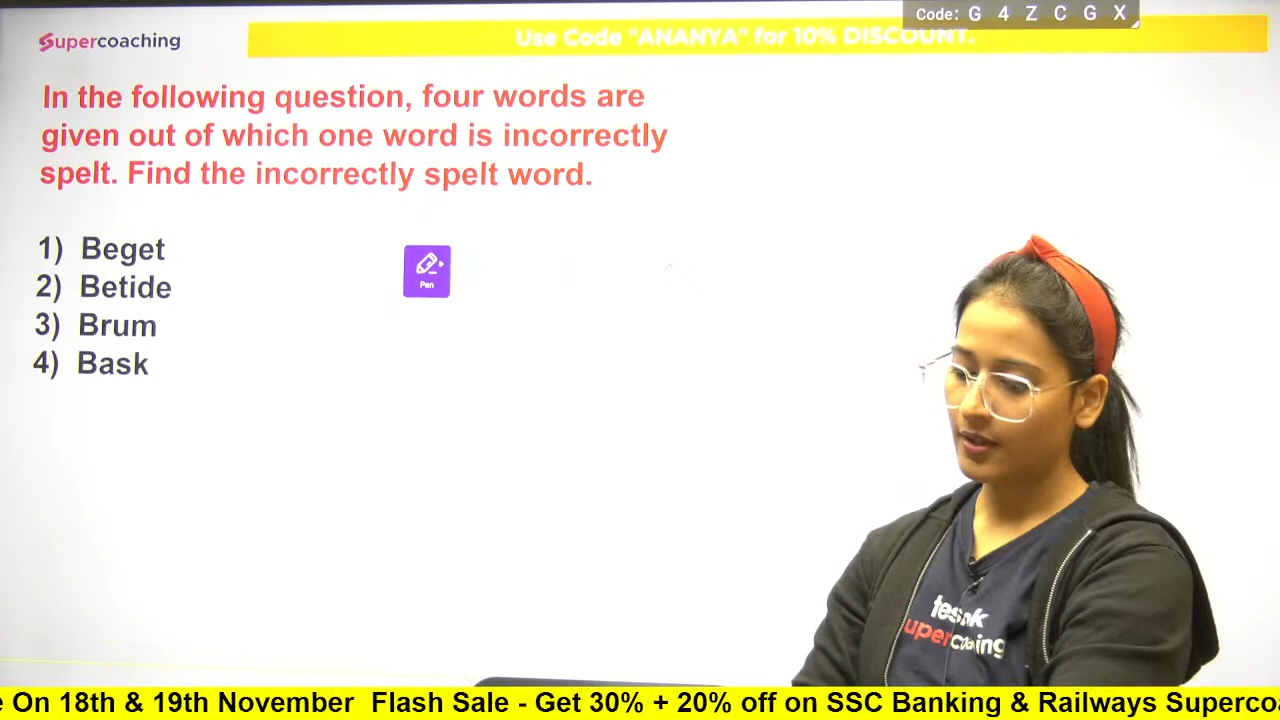 Supercoaching
Use Code "ANANYA" for 10% DISCOUNT.
Code: G 4 Z C G X
In the following question, four words are
given out of which one word is incorrectly
spelt. Find the incorrectly spelt word.
1) Beget
2) Betide
3) Brum
4) Bask
Pen
supercoaching
e On 18th & 19th November Flash Sale - Get 30% + 20% off on SSC Banking & Railways Superco